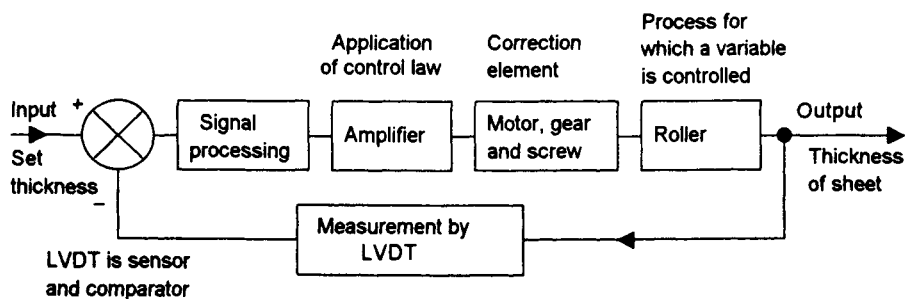 Application
of control law
Correction
element
Process for
which a variable
is controlled
Input
+
Set
thickness
−
Signal
processing
Amplifier
Motor, gear
and screw
Roller
Output
Thickness
of sheet
Measurement by
LVDT
LVDT is sensor
and comparator